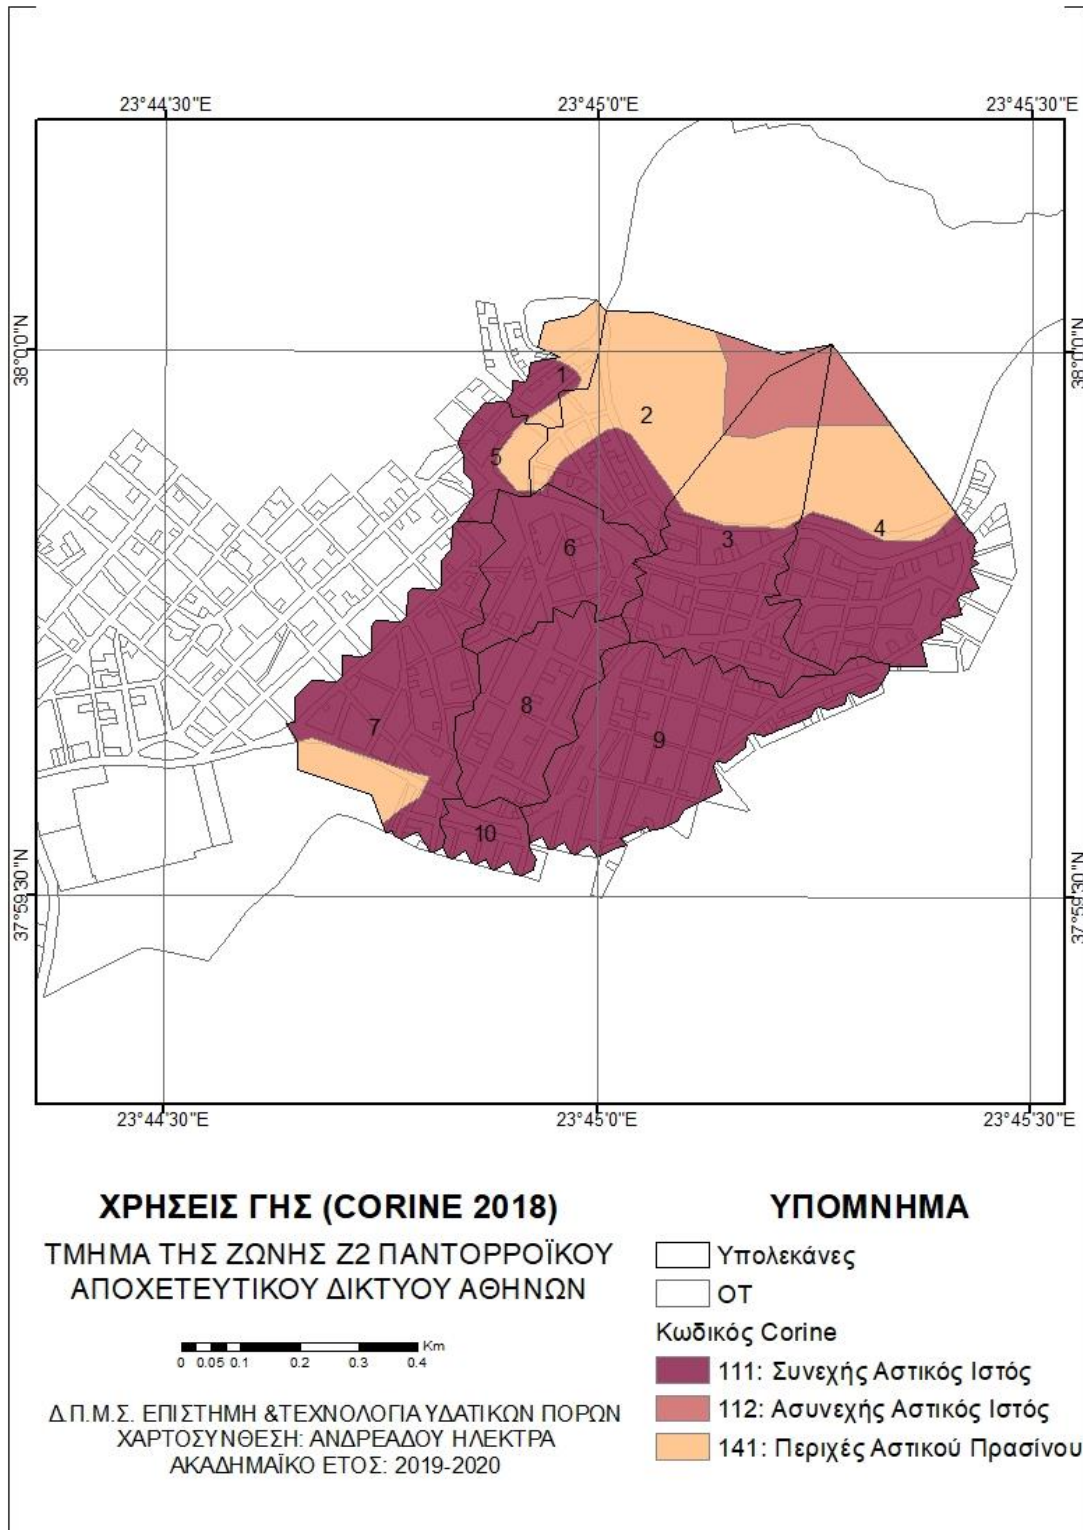 23°44'30"E 23°45'0"E 23°45'30"E
38°0'0"N 38°0'0"N
1
2
5
4
3
6
8
7
9
10
37°59'30"N 37°59'30"N
23°44'30"E 23°45'0"E 23°45'30"E
ΧΡΗΣΕΙΣ ΓΗΣ (CORINE 2018)
ΤΜΗΜΑ ΤΗΣ ΖΩΝΗΣ Ζ2 ΠΑΝΤΟΡΡΟΪΚΟΥ
ΑΠΟΧΕΤΕΥΤΙΚΟΥ ΔΙΚΤΥΟΥ ΑΘΗΝΩΝ
Km
0 0.05 0.1 0.2 0.3 0.4
Δ.Π.Μ.Σ. ΕΠΙΣΤΗΜΗ &ΤΕΧΝΟΛΟΓΙΑ ΥΔΑΤΙΚΩΝ ΠΟΡΩΝ
ΧΑΡΤΟΣΥΝΘΕΣΗ: ΑΝΔΡΕΑΔΟΥ ΗΛΕΚΤΡΑ
ΑΚΑΔΗΜΑΪΚΟ ΕΤΟΣ: 2019-2020
ΥΠΟΜΝΗΜΑ
Υπολεκάνες
ΟΤ
Κωδικός Corine
111: Συνεχής Αστικός Ιστός
112: Ασυνεχής Αστικός Ιστός
141: Περιχές Αστικού Πρασίνου